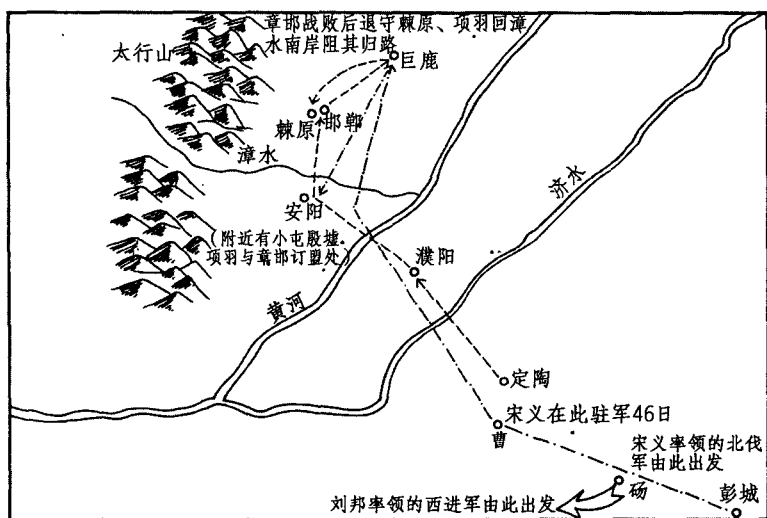 章邯战败后退守棘原、项羽回漳
水南岸阻其归路
太行山
巨鹿
棘原
邯郸
漳水
安阳
(附近有小屯殷墟.
项羽与章邯订盟处)
济水
濮阳
黄河
定陶
宋义在此驻军46日
曹
宋义率领的北伐
军由此出发
砀
彭城
刘邦率领的西进军由此出发